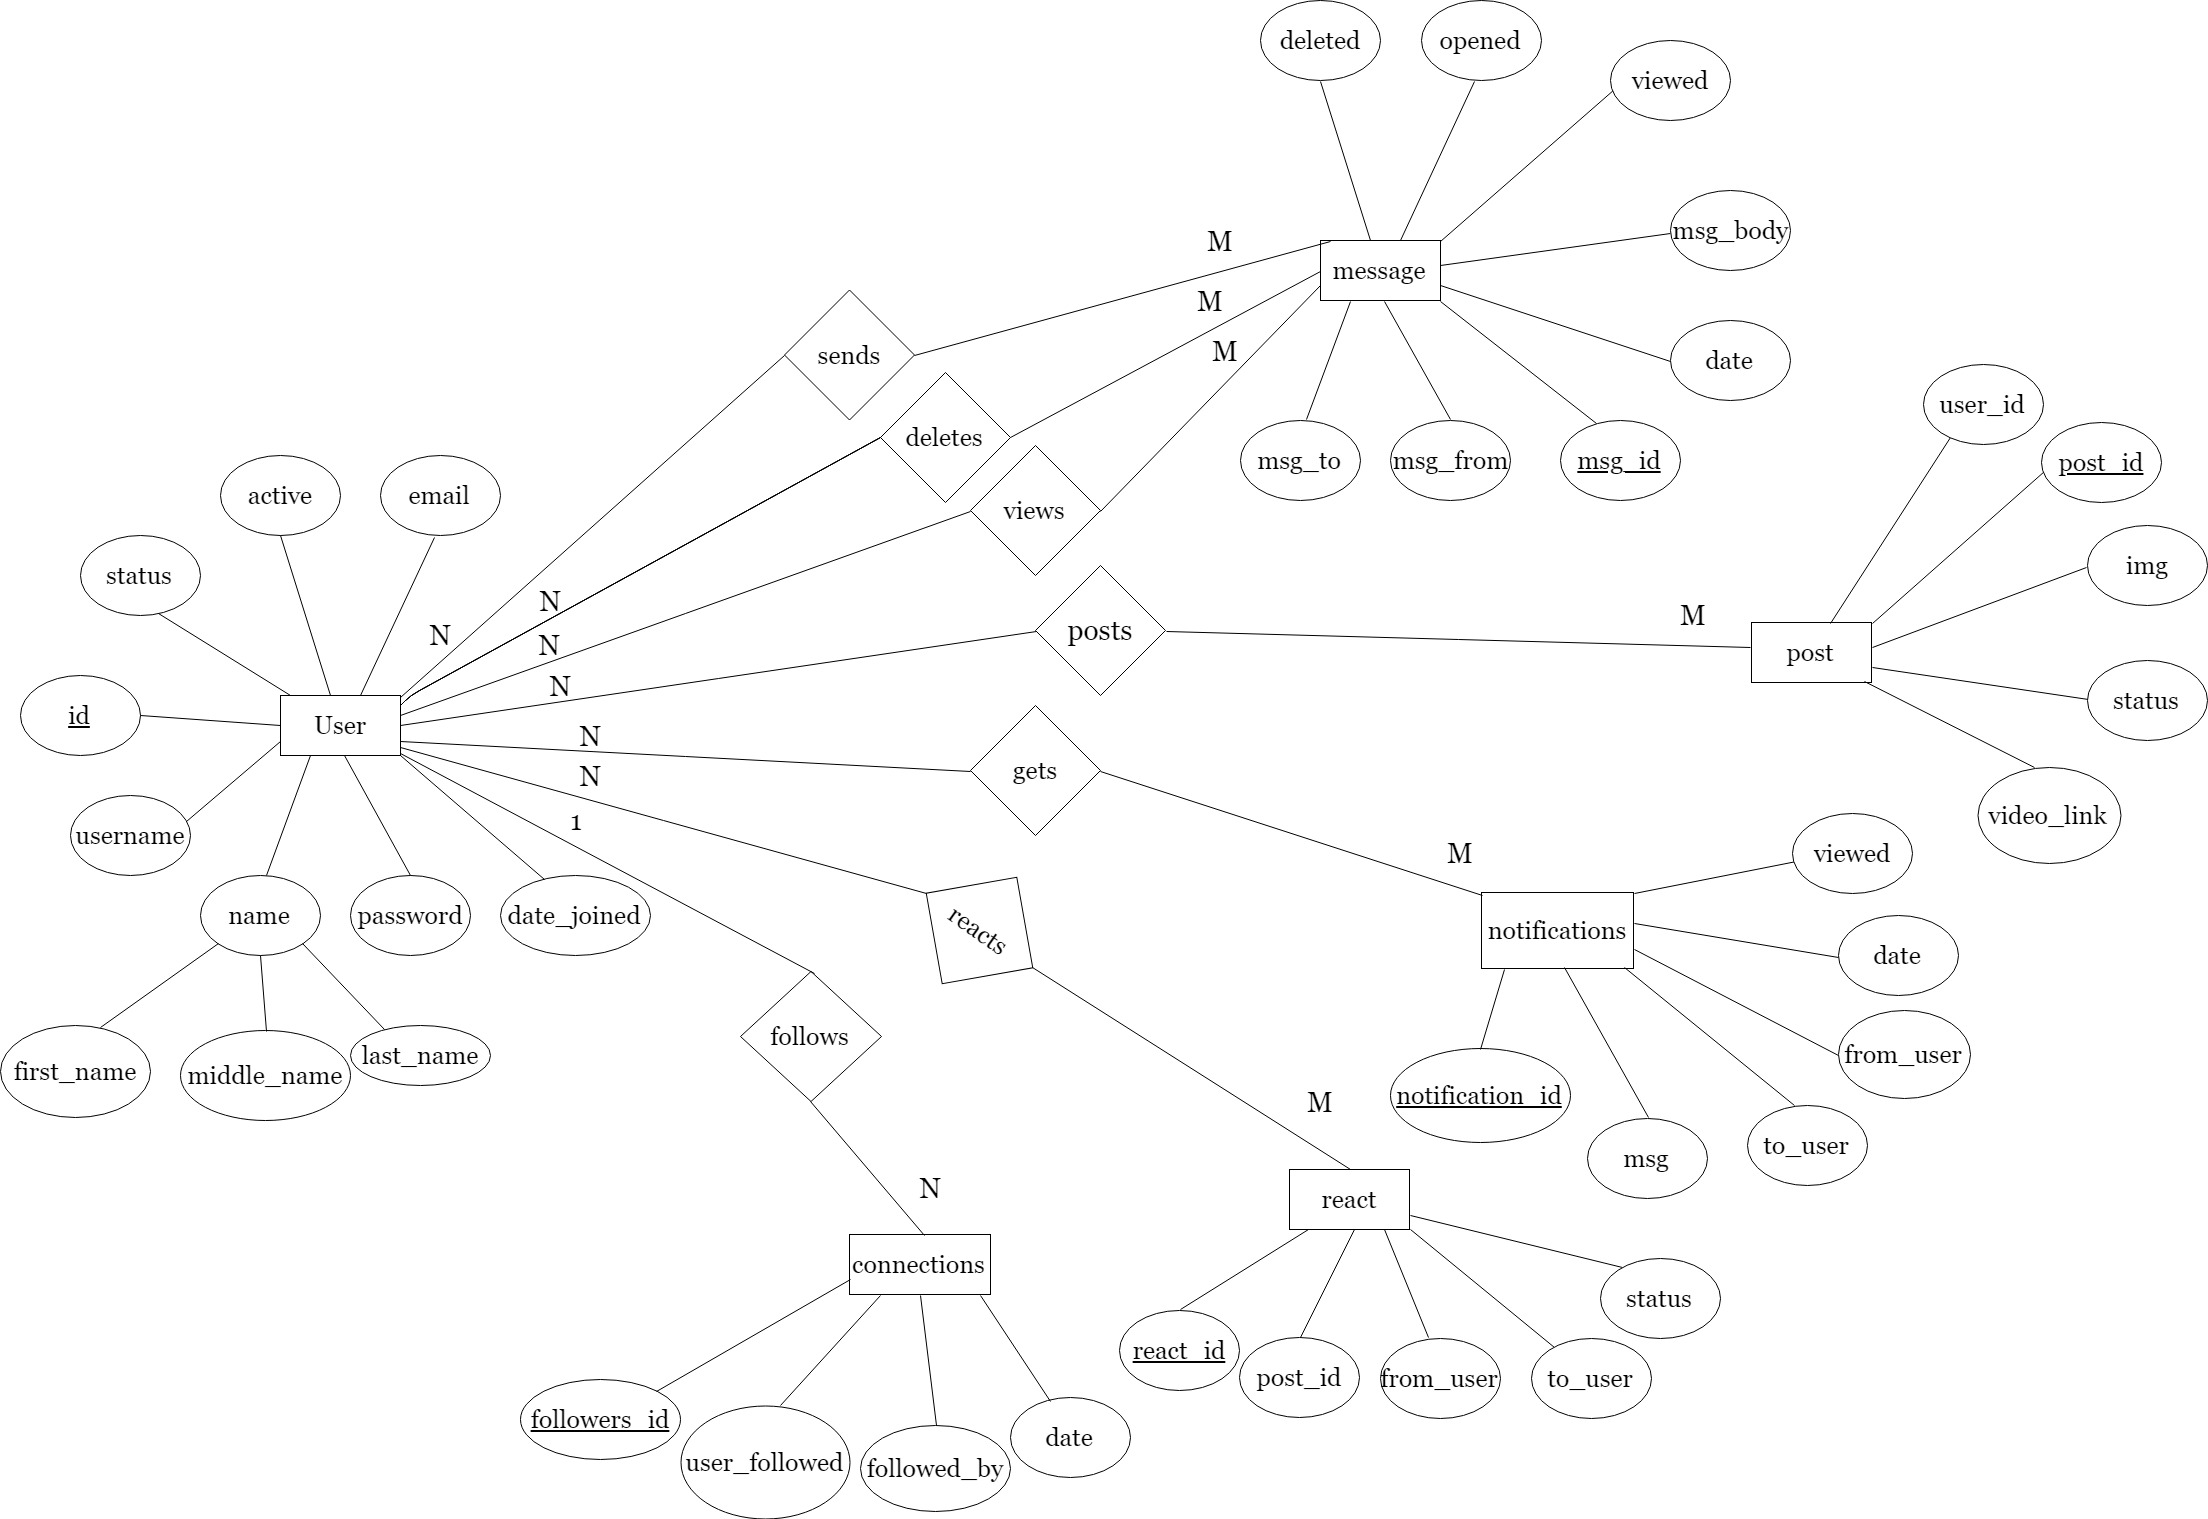 deleted
opened
viewed
msg_body
M
message
M
sends
M
date
user_id
deletes
msg_to
msg_from
msg_id
post_id
active
email
views
img
status
N
M
N
posts
N
post
N
status
id
User
N
gets
N
video_link
1
username
M
viewed
name
password
date_joined
reacts
notifications
date
follows
from_user
first_name
middle_name
last_name
notification_id
M
to_user
msg
N
react
connections
status
react_id
post_id
from_user
to_user
followers_id
user_followed
followed_by
date